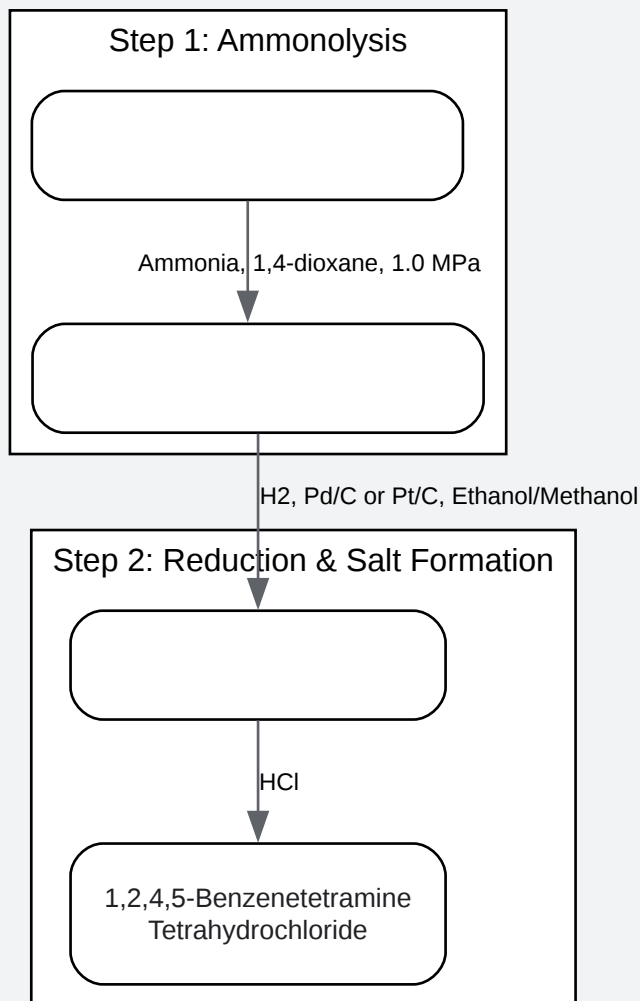 Step 1: Ammonolysis
Ammonia, 1,4-dioxane, 1.0 MPa
H2, Pd/C or Pt/C, Ethanol/Methanol
Step 2: Reduction & Salt Formation
HCl
1,2,4,5-Benzenetetramine
Tetrahydrochloride